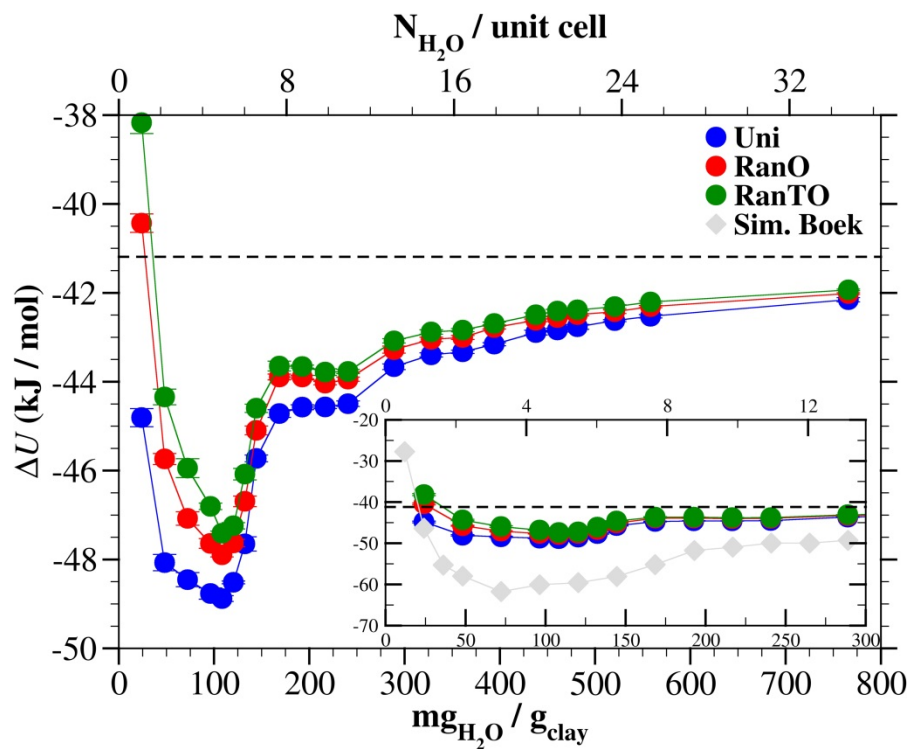 N_H₂O / unit cell
0 8 16 24 32
-38
-40
-42
-44
-46
-48
-50
ΔU (kJ / mol)
Uni
RanO
RanTO
Sim. Boek
0 4 8 12
-20
-30
-40
-50
-60
-70
0 50 100 150 200 250 300
0 100 200 300 400 500 600 700 800
mg_H₂O / g_clay